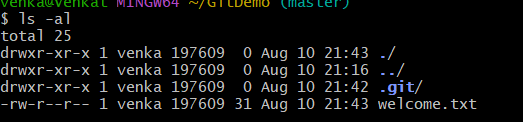 venka@Venkat MINGW64 ~/GitDemo (master)
$ ls -al
total 25
drwxr-xr-x 1 venka 197609  0 Aug 10 21:43 ./
drwxr-xr-x 1 venka 197609  0 Aug 10 21:16 ../
drwxr-xr-x 1 venka 197609  0 Aug 10 21:42 .git/
-rw-r--r-- 1 venka 197609 31 Aug 10 21:43 welcome.txt